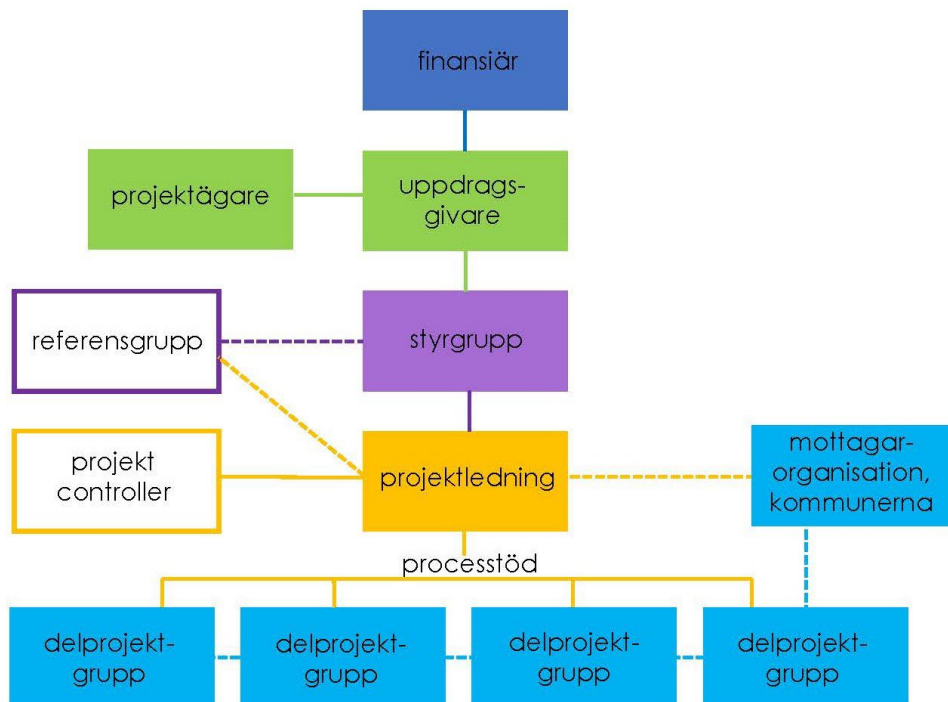 finansiär
projektägare
uppdrags-
givare
referensgrupp
styrgrupp
projekt
controller
projektledning
mottagar-
organisation,
kommunerna
processtöd
delprojekt-
grupp
delprojekt-
grupp
delprojekt-
grupp
delprojekt-
grupp